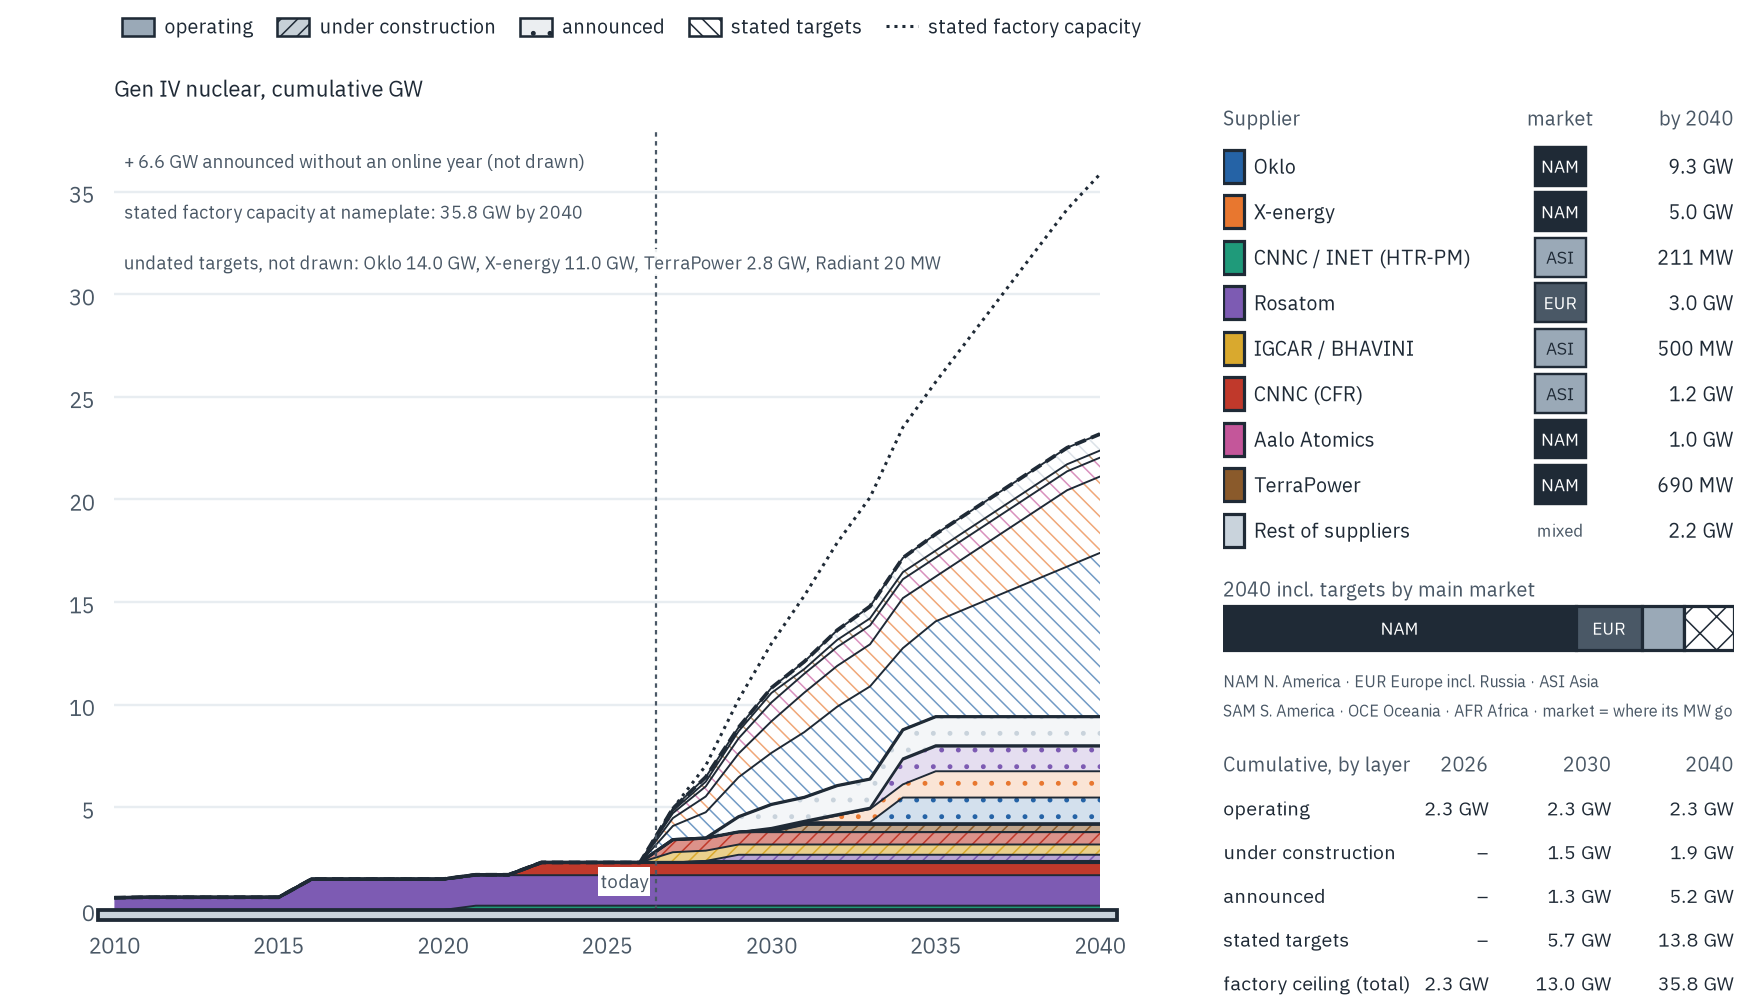 operating under construction announced stated targets stated factory capacity
Gen IV nuclear, cumulative GW
+ 6.6 GW announced without an online year (not drawn)
35
stated factory capacity at nameplate: 35.8 GW by 2040
undated targets, not drawn: Oklo 14.0 GW, X-energy 11.0 GW, TerraPower 2.8 GW, Radiant 20 MW
30
25
20
15
10
5
today
0
2010 2015 2020 2025 2030 2035 2040
Supplier market by 2040
Oklo NAM 9.3 GW
X-energy NAM 5.0 GW
CNNC / INET (HTR-PM) ASI 211 MW
Rosatom EUR 3.0 GW
IGCAR / BHAVINI ASI 500 MW
CNNC (CFR) ASI 1.2 GW
Aalo Atomics NAM 1.0 GW
TerraPower NAM 690 MW
Rest of suppliers mixed 2.2 GW
2040 incl. targets by main market
NAM EUR
NAM N. America · EUR Europe incl. Russia · ASI Asia
SAM S. America · OCE Oceania · AFR Africa · market = where its MW go
Cumulative, by layer 2026 2030 2040
operating 2.3 GW 2.3 GW 2.3 GW
under construction – 1.5 GW 1.9 GW
announced – 1.3 GW 5.2 GW
stated targets – 5.7 GW 13.8 GW
factory ceiling (total) 2.3 GW 13.0 GW 35.8 GW